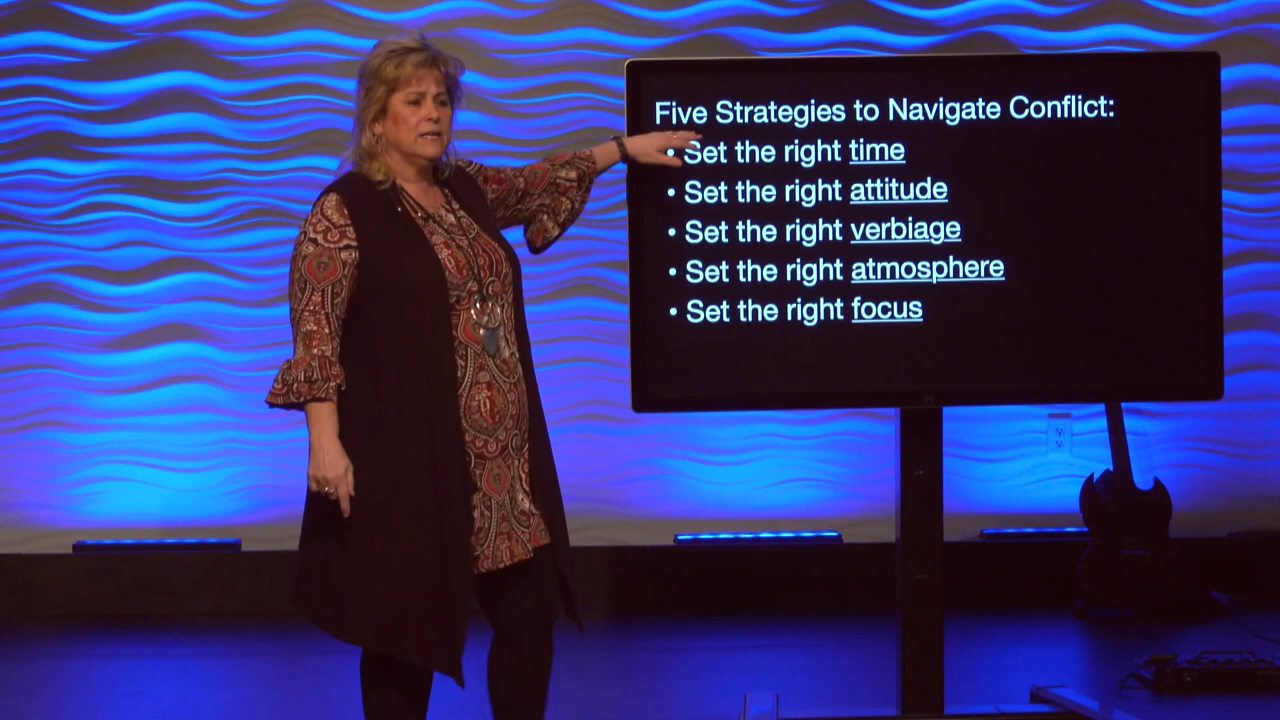 Five Strategies to Navigate Conflict:
• Set the right time
• Set the right attitude
• Set the right verbiage
• Set the right atmosphere
• Set the right focus